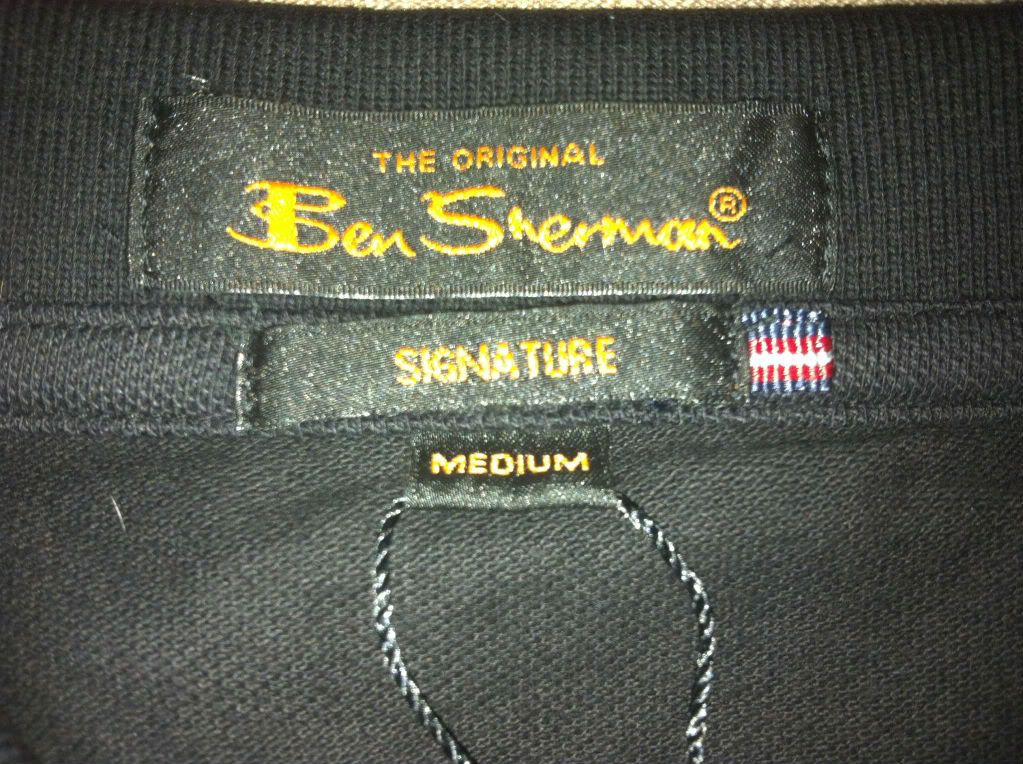 THE ORIGINAL
Ben Sherman®
SIGNATURE
MEDIUM